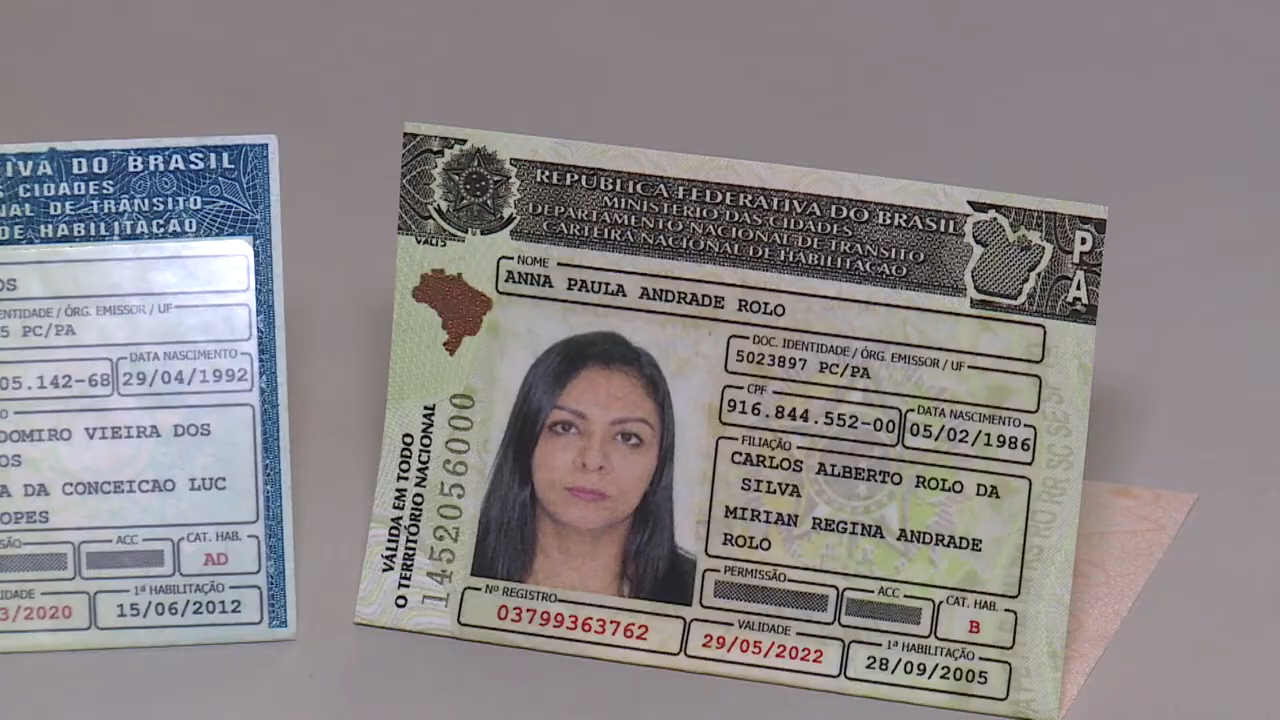 IVA DO BRASIL
CIDADES
NAL DE TRÂNSITO
DE HABILITAÇÃO
OS
ENTIDADE / ÓRG. EMISSOR / UF
5 PC/PA
DATA NASCIMENTO
05.142-68 29/04/1992
DOMIRO VIEIRA DOS
OS
A DA CONCEICAO LUC
OPES
SÃO ACC CAT. HAB.
AD
IDADE 1ª HABILITAÇÃO
3/2020 15/06/2012
REPÚBLICA FEDERATIVA DO BRASIL
MINISTÉRIO DAS CIDADES
DEPARTAMENTO NACIONAL DE TRÂNSITO
CARTEIRA NACIONAL DE HABILITAÇÃO
PA
NOME
ANNA PAULA ANDRADE ROLO
DOC. IDENTIDADE / ÓRG. EMISSOR / UF
5023897 PC/PA
CPF DATA NASCIMENTO
916.844.552-00 05/02/1986
FILIAÇÃO
CARLOS ALBERTO ROLO DA
SILVA
MIRIAN REGINA ANDRADE
ROLO
PERMISSÃO ACC CAT. HAB.
B
Nº REGISTRO VALIDADE 1ª HABILITAÇÃO
03799363762 29/05/2022 28/09/2005
VÁLIDA EM TODO
O TERRITÓRIO NACIONAL
1452056000